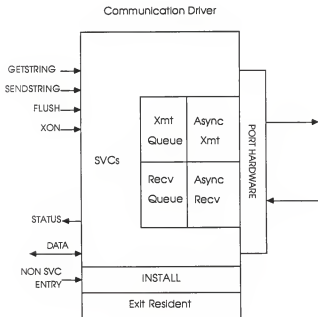 Communication Driver
GETSTRING
SENDSTRING
FLUSH
XON
SVCs
Xmt
Queue
Async
Xmt
Recv
Queue
Async
Recv
PORT HARDWARE
STATUS
DATA
NON SVC
ENTRY
INSTALL
Exit Resident